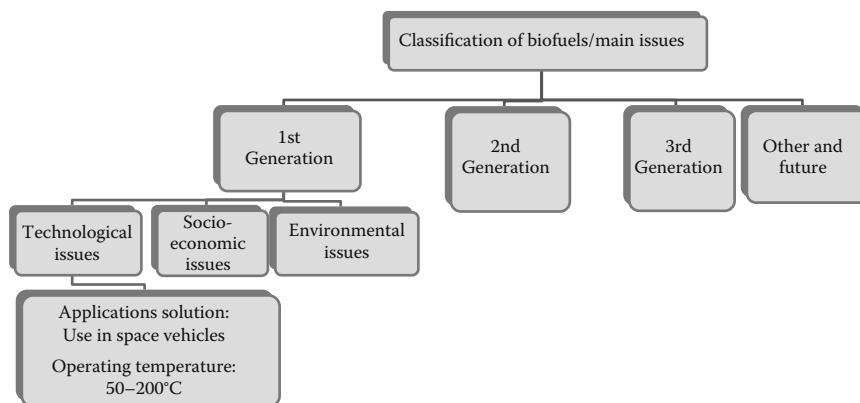 Classification of biofuels/main issues
1st
Generation
2nd
Generation
3rd
Generation
Other and
future
Technological
issues
Socio-
economic
issues
Environmental
issues
Applications solution:
Use in space vehicles
Operating temperature:
50–200°C